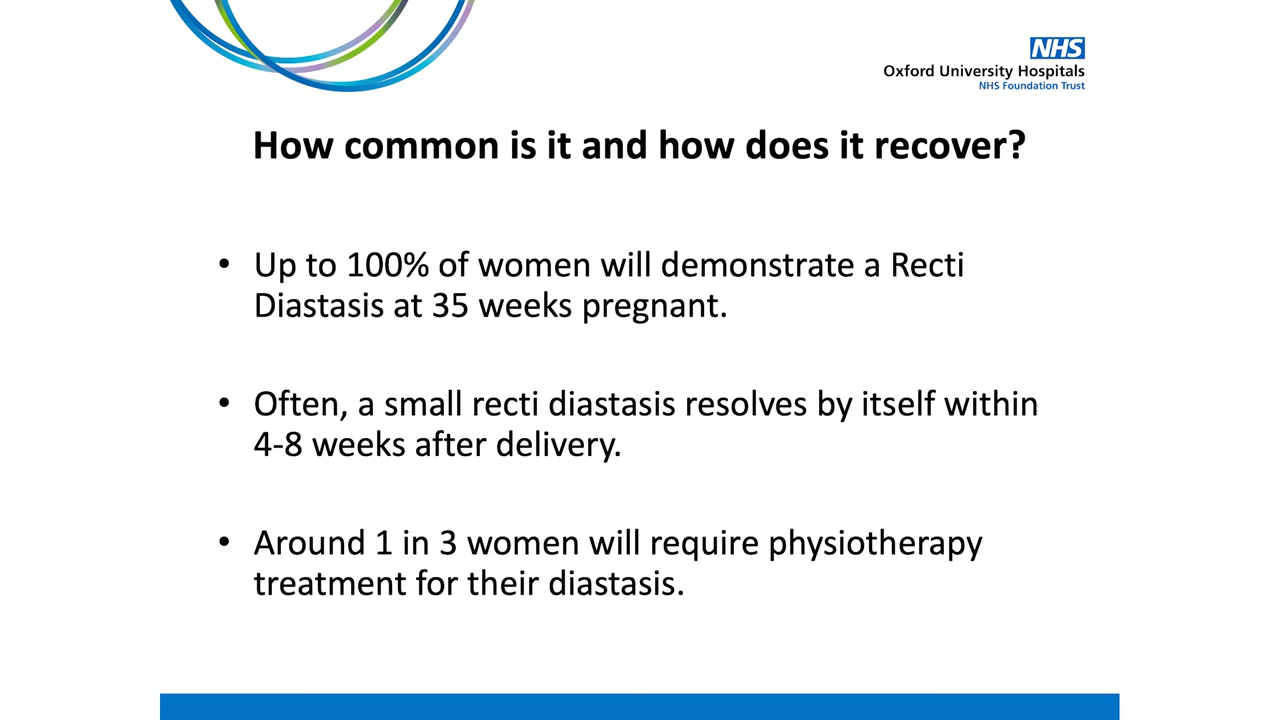 NHS
Oxford University Hospitals
NHS Foundation Trust
How common is it and how does it recover?
• Up to 100% of women will demonstrate a Recti
Diastasis at 35 weeks pregnant.
• Often, a small recti diastasis resolves by itself within
4-8 weeks after delivery.
• Around 1 in 3 women will require physiotherapy
treatment for their diastasis.